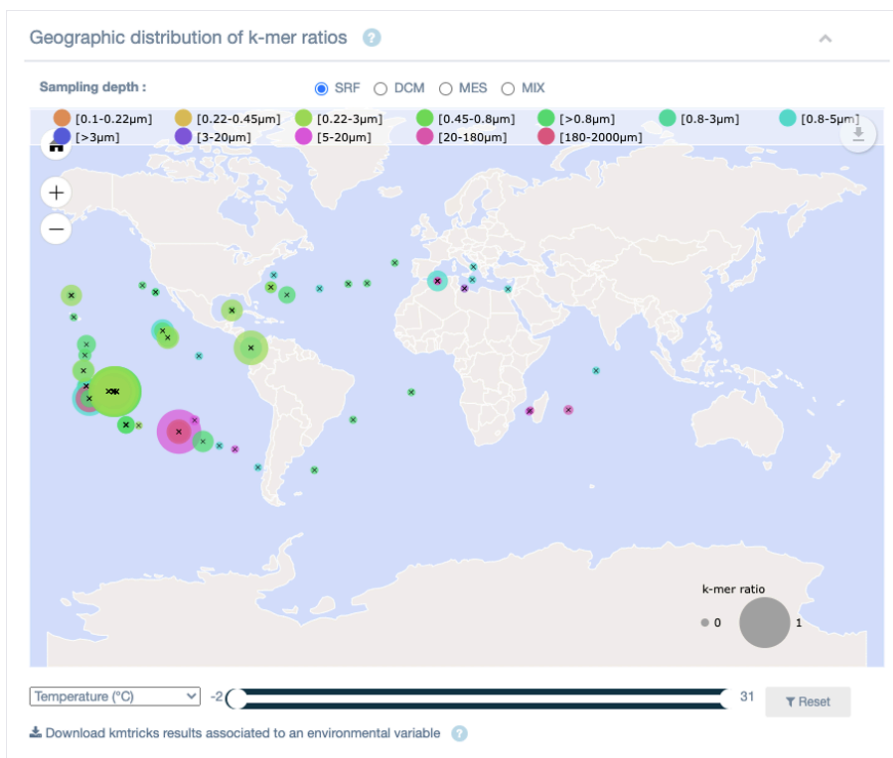 Geographic distribution of k-mer ratios ?
Sampling depth : SRF DCM MES MIX
[0.1-0.22μm] [0.22-0.45μm] [0.22-3μm] [0.45-0.8μm] [>0.8μm] [0.8-3μm] [0.8-5μm]
[>3μm] [3-20μm] [5-20μm] [20-180μm] [180-2000μm]
+
−
k-mer ratio
0 1
Temperature (°C) -2 31 Reset
Download kmtricks results associated to an environmental variable ?